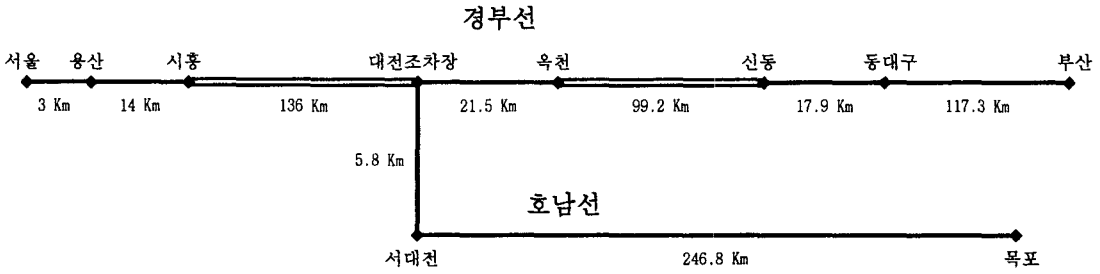 경부선
서울 용산 시흥 대전조차장 옥천 신동 동대구 부산
3 Km 14 Km 136 Km 21.5 Km 99.2 Km 17.9 Km 117.3 Km
5.8 Km
호남선
서대전 246.8 Km 목포